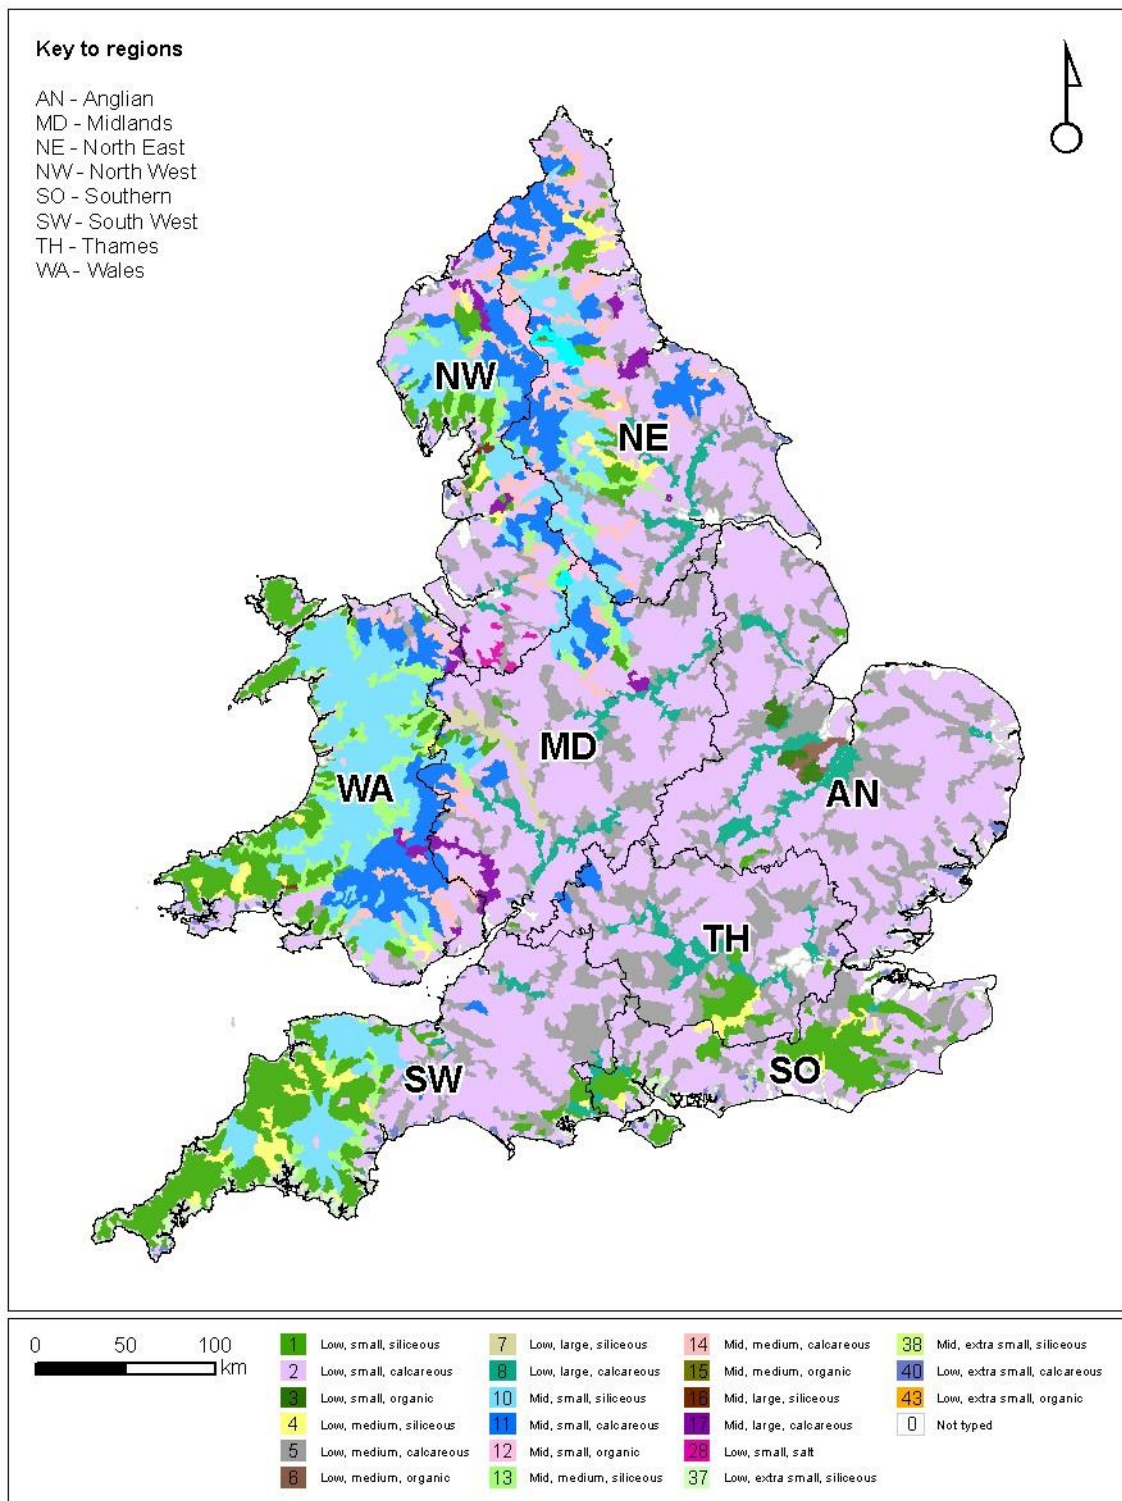 Key to regions
AN - Anglian
MD - Midlands
NE - North East
NW - North West
SO - Southern
SW - South West
TH - Thames
WA - Wales
NW
NE
MD
WA
AN
TH
SW
SO
0 50 100
km
1 Low, small, siliceous
2 Low, small, calcareous
3 Low, small, organic
4 Low, medium, siliceous
5 Low, medium, calcareous
6 Low, medium, organic
7 Low, large, siliceous
8 Low, large, calcareous
10 Mid, small, siliceous
11 Mid, small, calcareous
12 Mid, small, organic
13 Mid, medium, siliceous
14 Mid, medium, calcareous
15 Mid, medium, organic
16 Mid, large, siliceous
17 Mid, large, calcareous
28 Low, small, salt
37 Low, extra small, siliceous
38 Mid, extra small, siliceous
40 Low, extra small, calcareous
43 Low, extra small, organic
0 Not typed